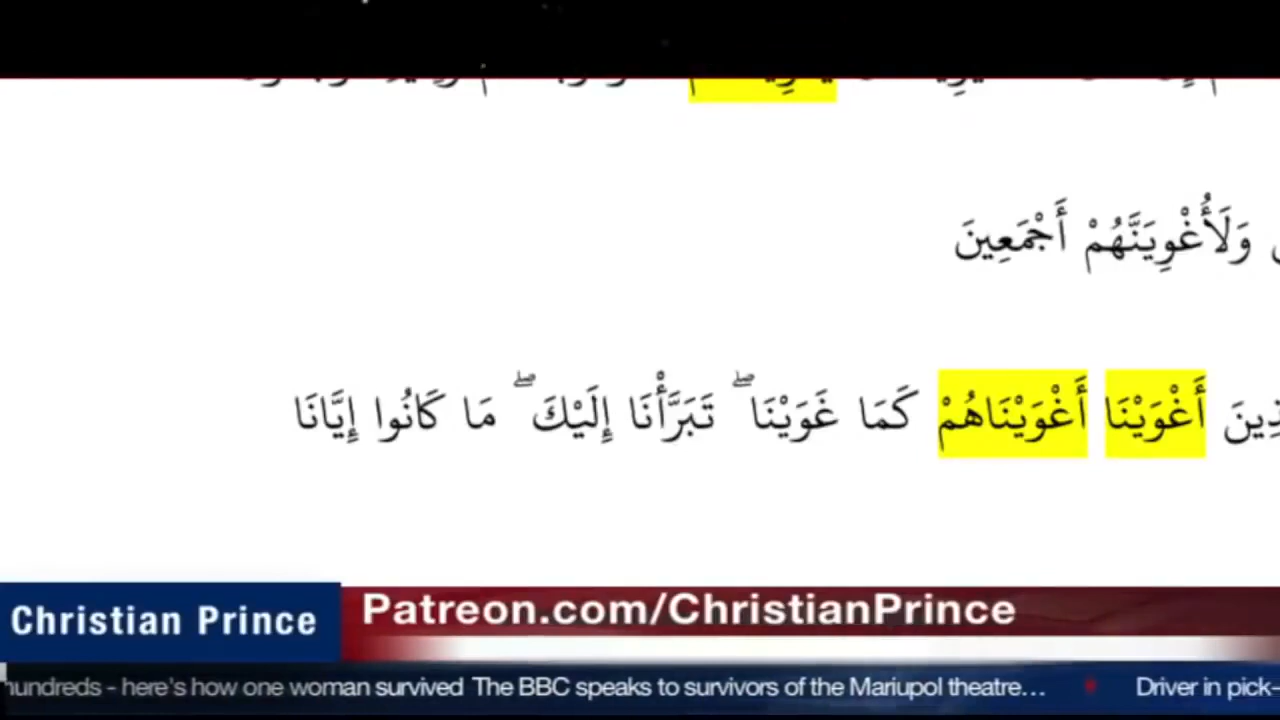 وَلَأُغْوِيَنَّهُمْ أَجْمَعِينَ
أَغْوَيْنَا أَغْوَيْنَاهُمْ كَمَا غَوَيْنَا ۖ تَبَرَّأْنَا إِلَيْكَ ۖ مَا كَانُوا إِيَّانَا
Christian Prince
Patreon.com/ChristianPrince
hundreds - here's how one woman survived The BBC speaks to survivors of the Mariupol theatre... Driver in pick-